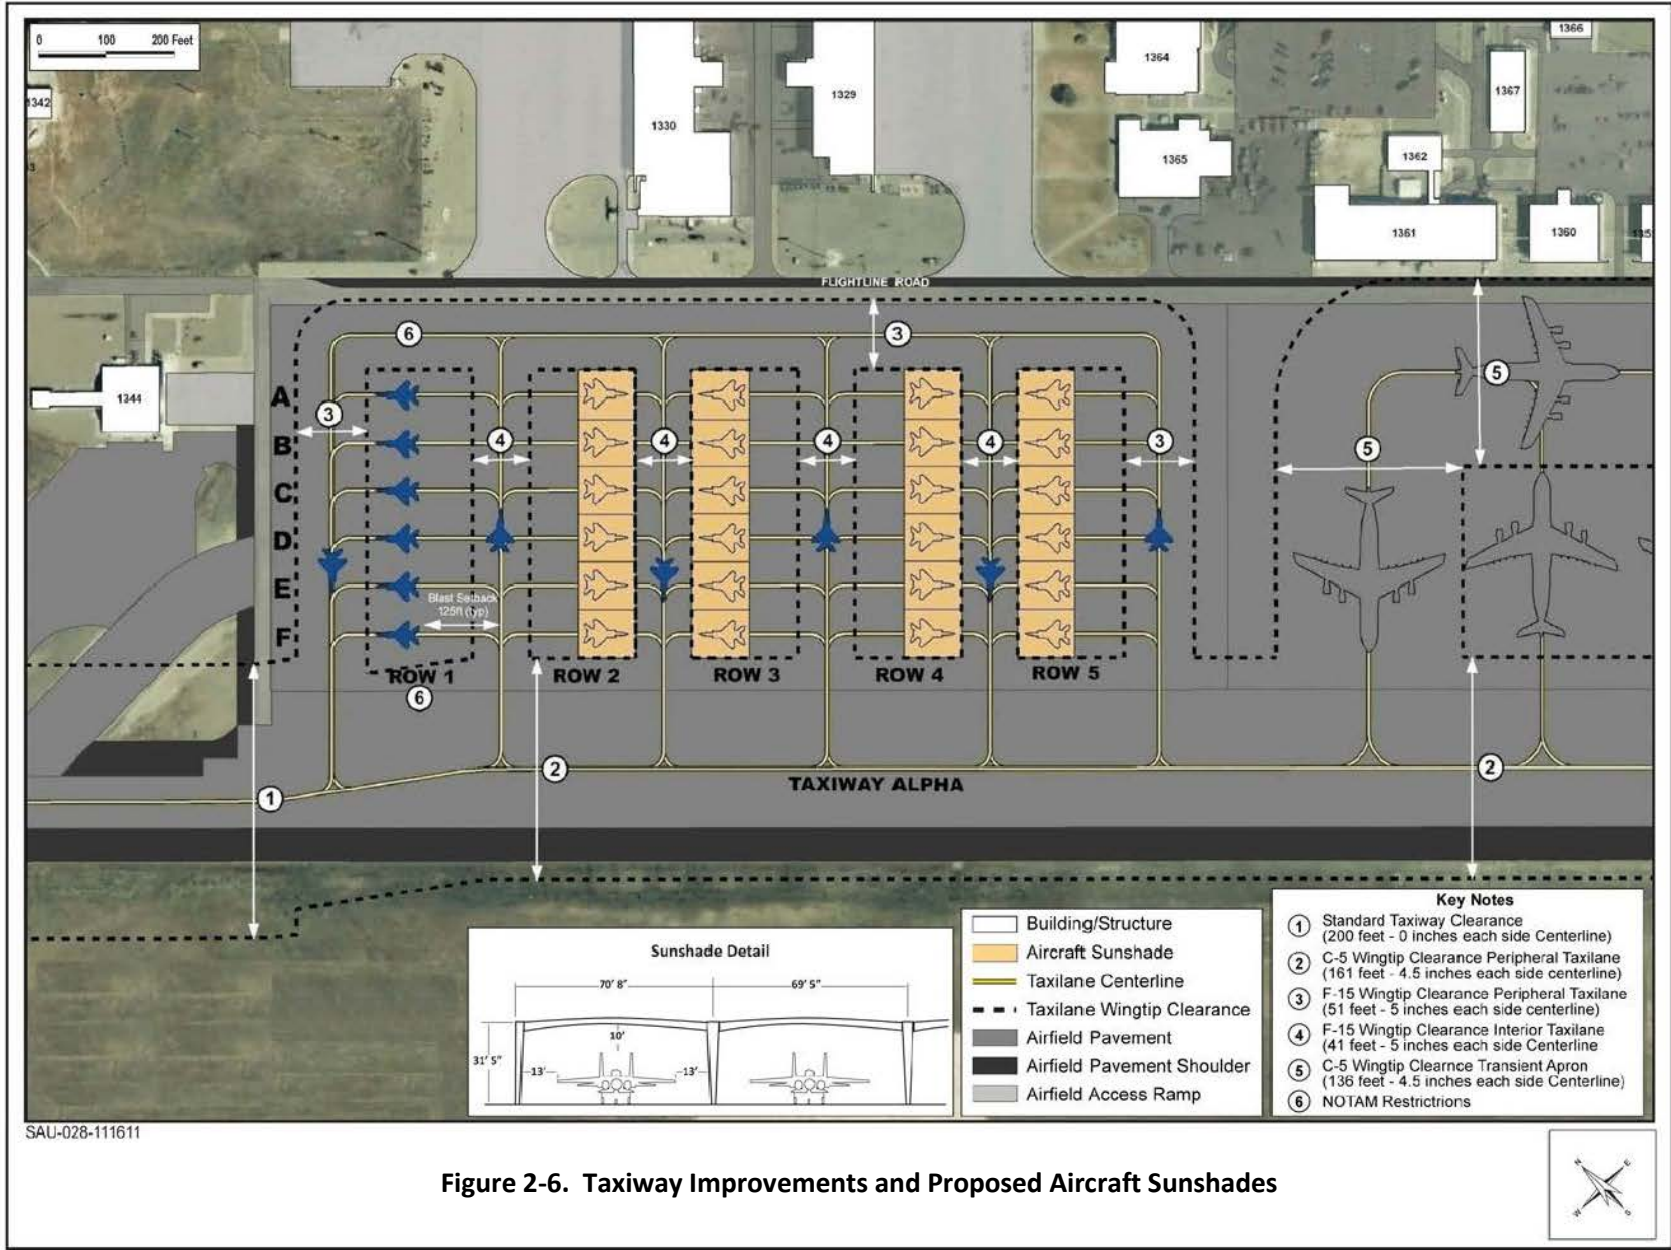 0 100 200 Feet
1342
1330
1329
1364
1365
1366
1367
1362
1361
1360
FLIGHTLINE ROAD
1344
6
3
A
B
C
D
E
F
3
4
4
4
4
3
5
5
Blast Setback
125ft (typ)
ROW 1
ROW 2
ROW 3
ROW 4
ROW 5
6
1
2
2
TAXIWAY ALPHA
Sunshade Detail
70' 8"
69' 5"
10'
31' 5"
13'
13'
Building/Structure
Aircraft Sunshade
Taxilane Centerline
Taxilane Wingtip Clearance
Airfield Pavement
Airfield Pavement Shoulder
Airfield Access Ramp
Key Notes
1 Standard Taxiway Clearance
(200 feet - 0 inches each side Centerline)
2 C-5 Wingtip Clearance Peripheral Taxilane
(161 feet - 4.5 inches each side centerline)
3 F-15 Wingtip Clearance Peripheral Taxilane
(51 feet - 5 inches each side centerline)
4 F-15 Wingtip Clearance Interior Taxilane
(41 feet - 5 inches each side Centerline
5 C-5 Wingtip Clearnce Transient Apron
(136 feet - 4.5 inches each side Centerline)
6 NOTAM Restrictrions
SAU-028-111611
Figure 2-6. Taxiway Improvements and Proposed Aircraft Sunshades
N
E
W
S